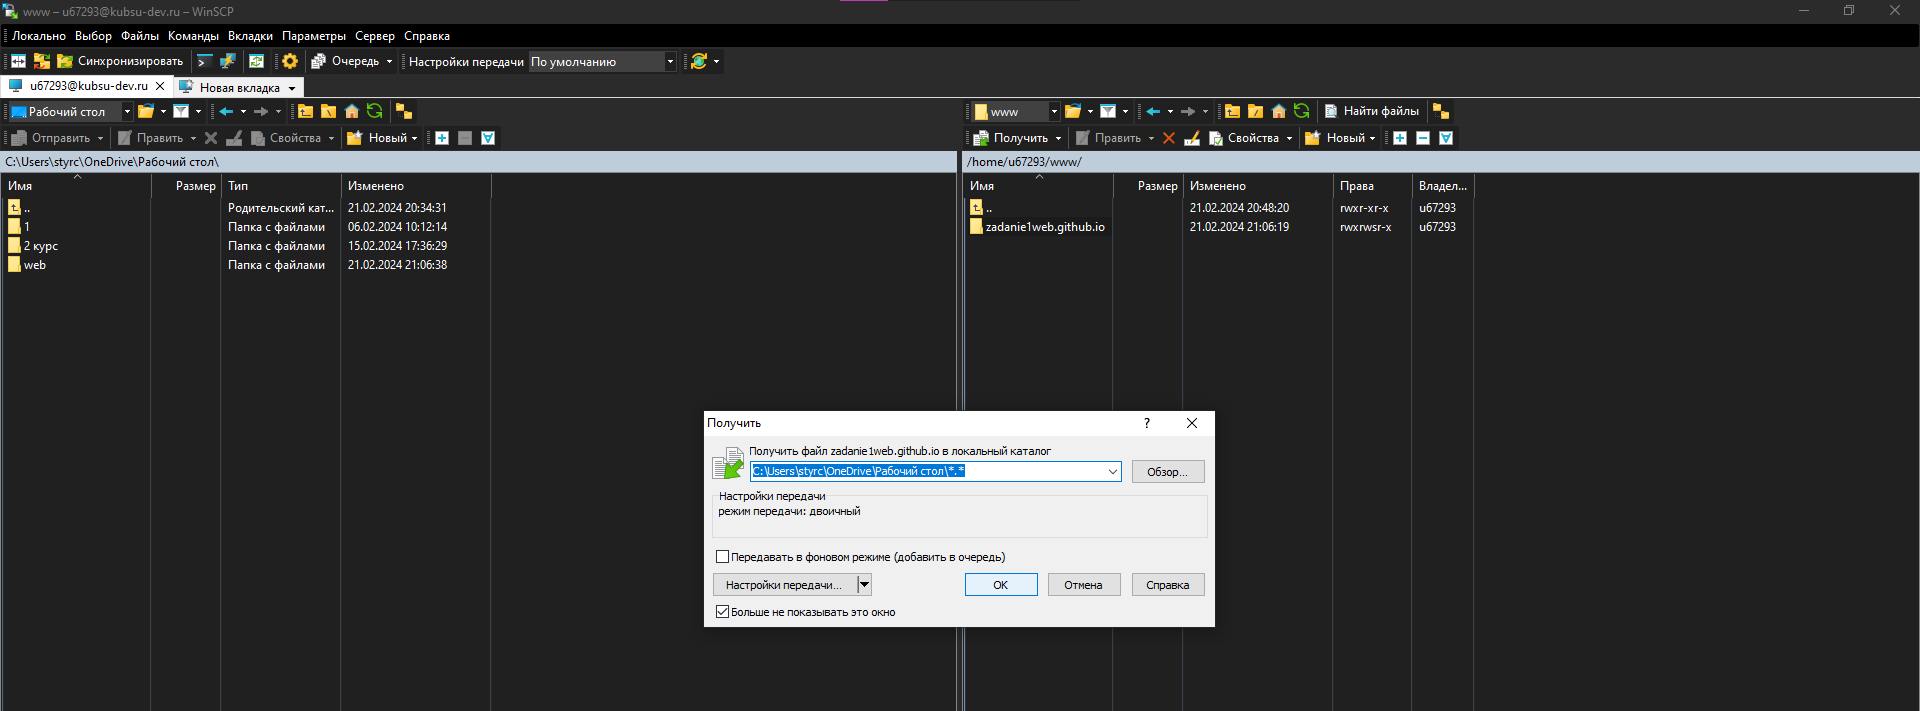 www – u67293@kubsu-dev.ru – WinSCP
Локально Выбор Файлы Команды Вкладки Параметры Сервер Справка
Синхронизировать Очередь Настройки передачи По умолчанию
u67293@kubsu-dev.ru Новая вкладка
Рабочий стол
Отправить Править Свойства Новый
C:\Users\styrc\OneDrive\Рабочий стол\
Имя Размер Тип Изменено
.. Родительский кат... 21.02.2024 20:34:31
1 Папка с файлами 06.02.2024 10:12:14
2 курс Папка с файлами 15.02.2024 17:36:29
web Папка с файлами 21.02.2024 21:06:38
www Найти файлы
Получить Править Свойства Новый
/home/u67293/www/
Имя Размер Изменено Права Владел...
.. 21.02.2024 20:48:20 rwxr-xr-x u67293
zadanie1web.github.io 21.02.2024 21:06:19 rwxrwsr-x u67293
Получить ?
Получить файл zadanie1web.github.io в локальный каталог
C:\Users\styrc\OneDrive\Рабочий стол\*.* Обзор...
Настройки передачи
режим передачи: двоичный
Передавать в фоновом режиме (добавить в очередь)
Настройки передачи... OK Отмена Справка
Больше не показывать это окно